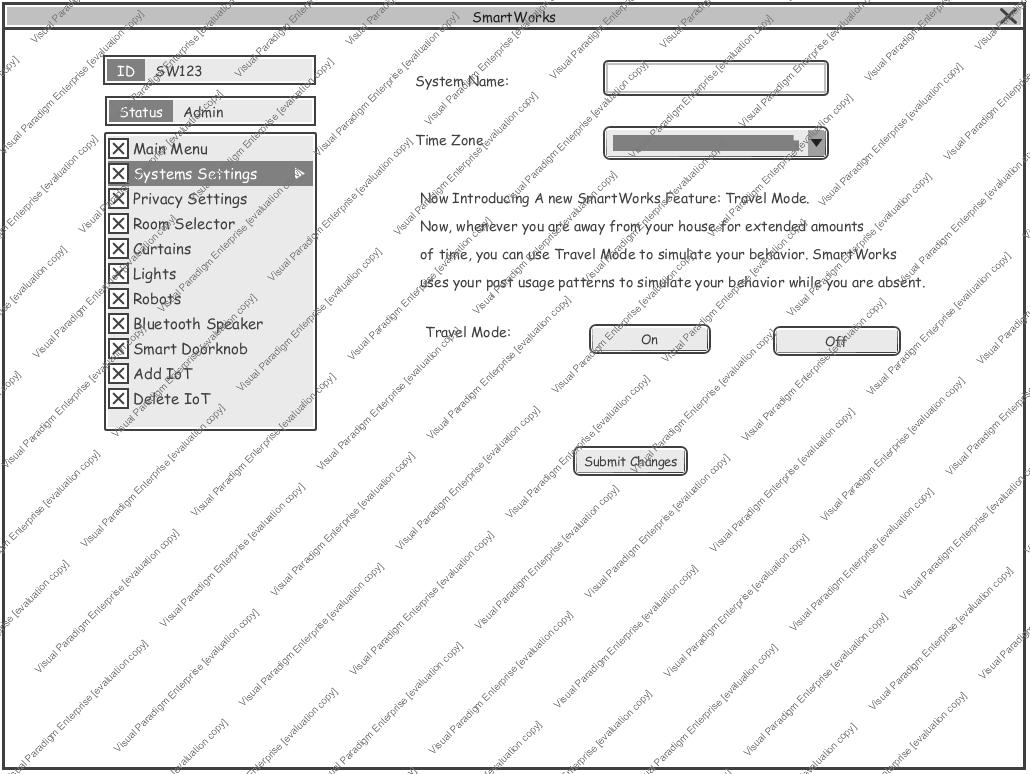 SmartWorks
ID SW123
Status Admin
Main Menu
Systems Settings
Privacy Settings
Room Selector
Curtains
Lights
Robots
Bluetooth Speaker
Smart Doorknob
Add IoT
Delete IoT
System Name:
Time Zone
Now Introducing A new SmartWorks Feature: Travel Mode.
Now, whenever you are away from your house for extended amounts
of time, you can use Travel Mode to simulate your behavior. SmartWorks
uses your past usage patterns to simulate your behavior while you are absent.
Travel Mode:
On
Off
Submit Changes
Visual Paradigm Enterprise [evaluation copy]